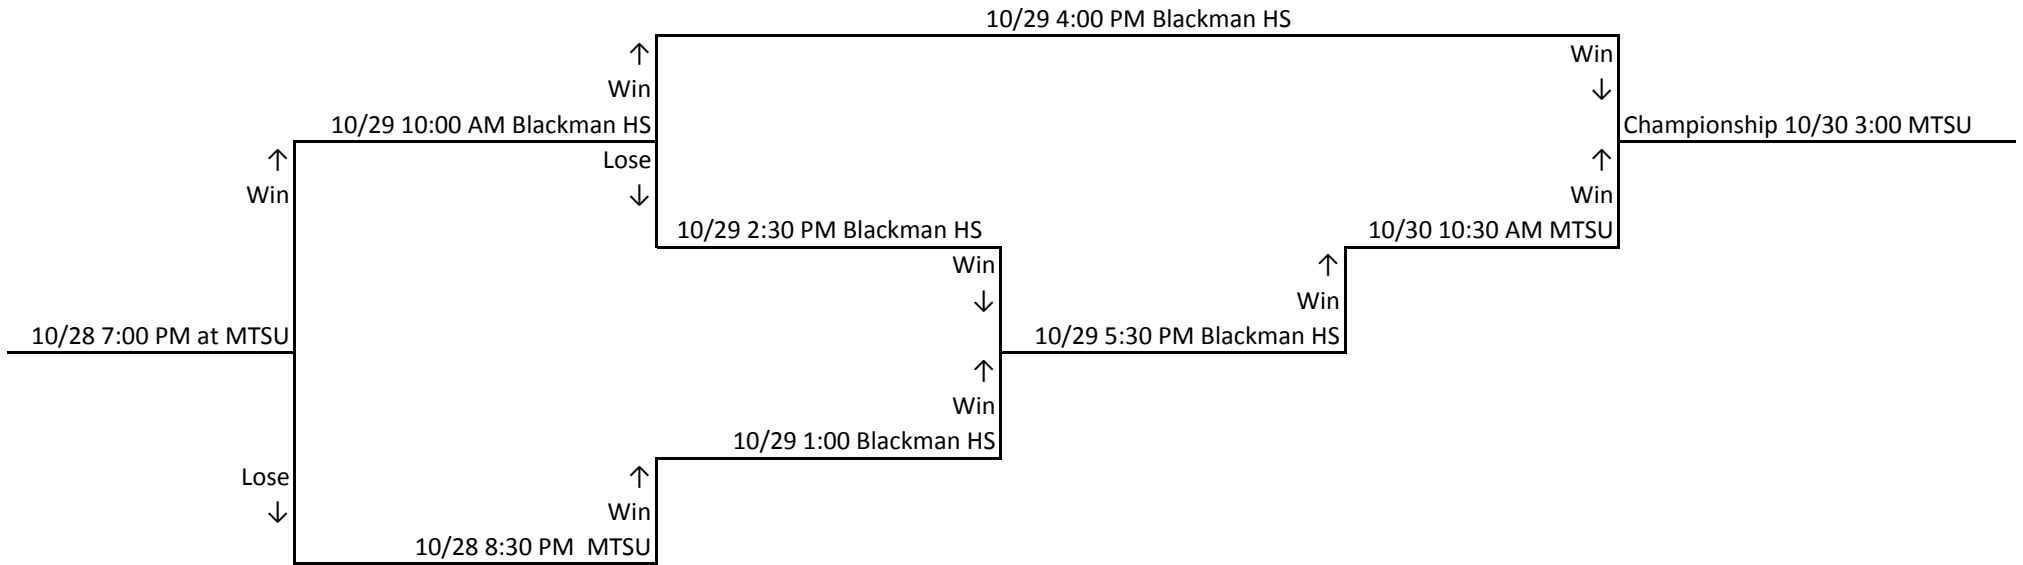 10/29 4:00 PM Blackman HS
↑
Win
Win
↓
10/29 10:00 AM Blackman HS
Championship 10/30 3:00 MTSU
↑
Win
Lose
↓
↑
Win
10/29 2:30 PM Blackman HS
10/30 10:30 AM MTSU
Win
↓
↑
Win
10/28 7:00 PM at MTSU
10/29 5:30 PM Blackman HS
↑
Win
10/29 1:00 Blackman HS
Lose
↓
↑
Win
10/28 8:30 PM  MTSU